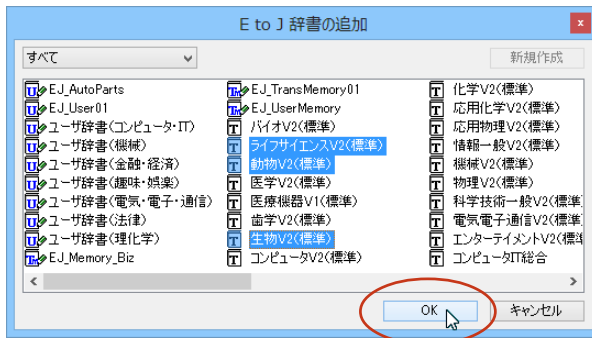 E to J 辞書の追加
x
すべて
新規作成
EJ_AutoParts
EJ_User01
ユーザ辞書(コンピュータ・IT)
ユーザ辞書(機械)
ユーザ辞書(金融・経済)
ユーザ辞書(趣味・娯楽)
ユーザ辞書(電気・電子・通信)
ユーザ辞書(法律)
ユーザ辞書(理化学)
EJ_Memory_Biz
EJ_TransMemory01
EJ_UserMemory
バイオV2(標準)
ライフサイエンスV2(標準)
動物V2(標準)
医学V2(標準)
医療機器V1(標準)
歯学V2(標準)
生物V2(標準)
コンピュータV2(標準)
化学V2(標準)
応用化学V2(標準)
応用物理V2(標準)
情報一般V2(標準)
機械V2(標準)
物理V2(標準)
科学技術一般V2(標準
電気電子通信V2(標準
エンターテイメントV2(標準
コンピュータIT総合
OK
キャンセル